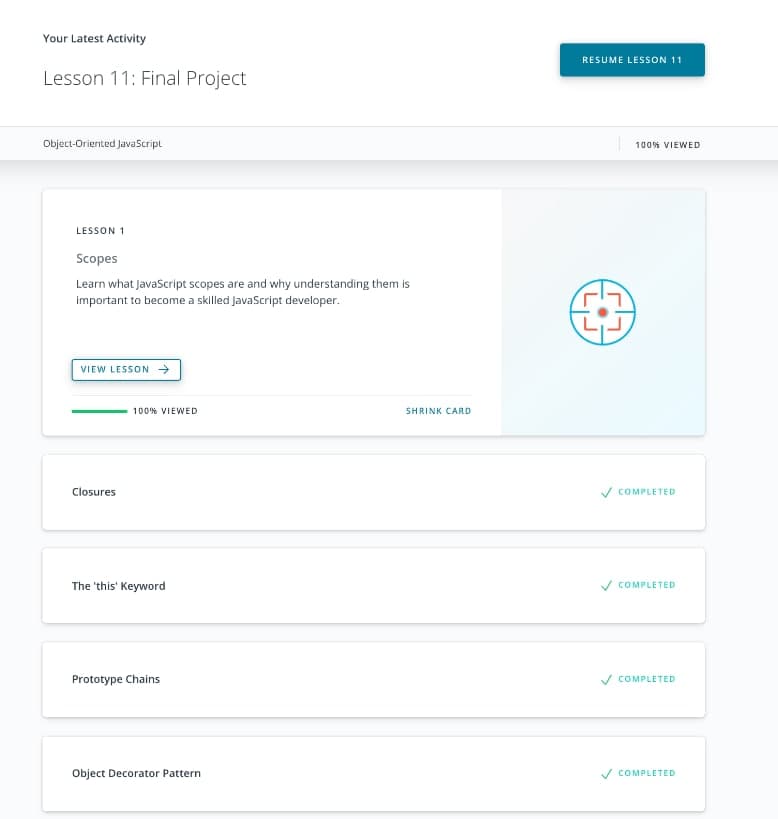 Your Latest Activity
Lesson 11: Final Project
RESUME LESSON 11
Object-Oriented JavaScript
100% VIEWED
LESSON 1
Scopes
Learn what JavaScript scopes are and why understanding them is
important to become a skilled JavaScript developer.
VIEW LESSON
100% VIEWED
SHRINK CARD
Closures
COMPLETED
The 'this' Keyword
COMPLETED
Prototype Chains
COMPLETED
Object Decorator Pattern
COMPLETED